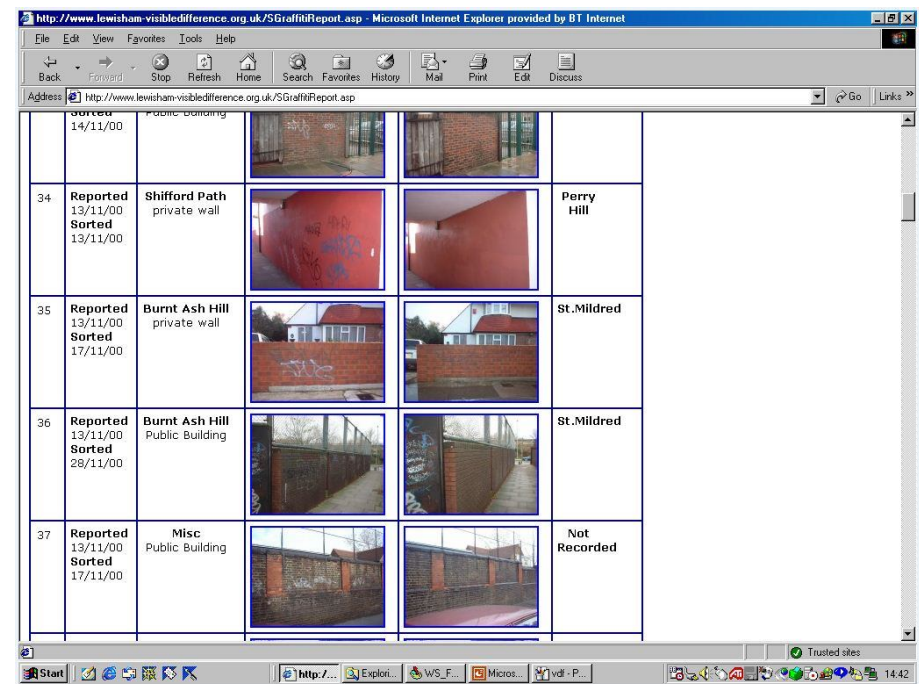 http://www.lewisham-visibledifference.org.uk/SGraffitiReport.asp - Microsoft Internet Explorer provided by BT Internet
File Edit View Favorites Tools Help
Back Forward Stop Refresh Home Search Favorites History Mail Print Edit Discuss
Address http://www.lewisham-visibledifference.org.uk/SGraffitiReport.asp Go Links »
Sorted Public Building
14/11/00
34 Reported Shifford Path Perry
13/11/00 private wall Hill
Sorted
13/11/00
35 Reported Burnt Ash Hill St.Mildred
13/11/00 private wall
Sorted
17/11/00
36 Reported Burnt Ash Hill St.Mildred
13/11/00 Public Building
Sorted
28/11/00
37 Reported Misc Not
13/11/00 Public Building Recorded
Sorted
17/11/00
Trusted sites
Start http:/... Explori... WS_F... Micros... vdf - P... 14:42